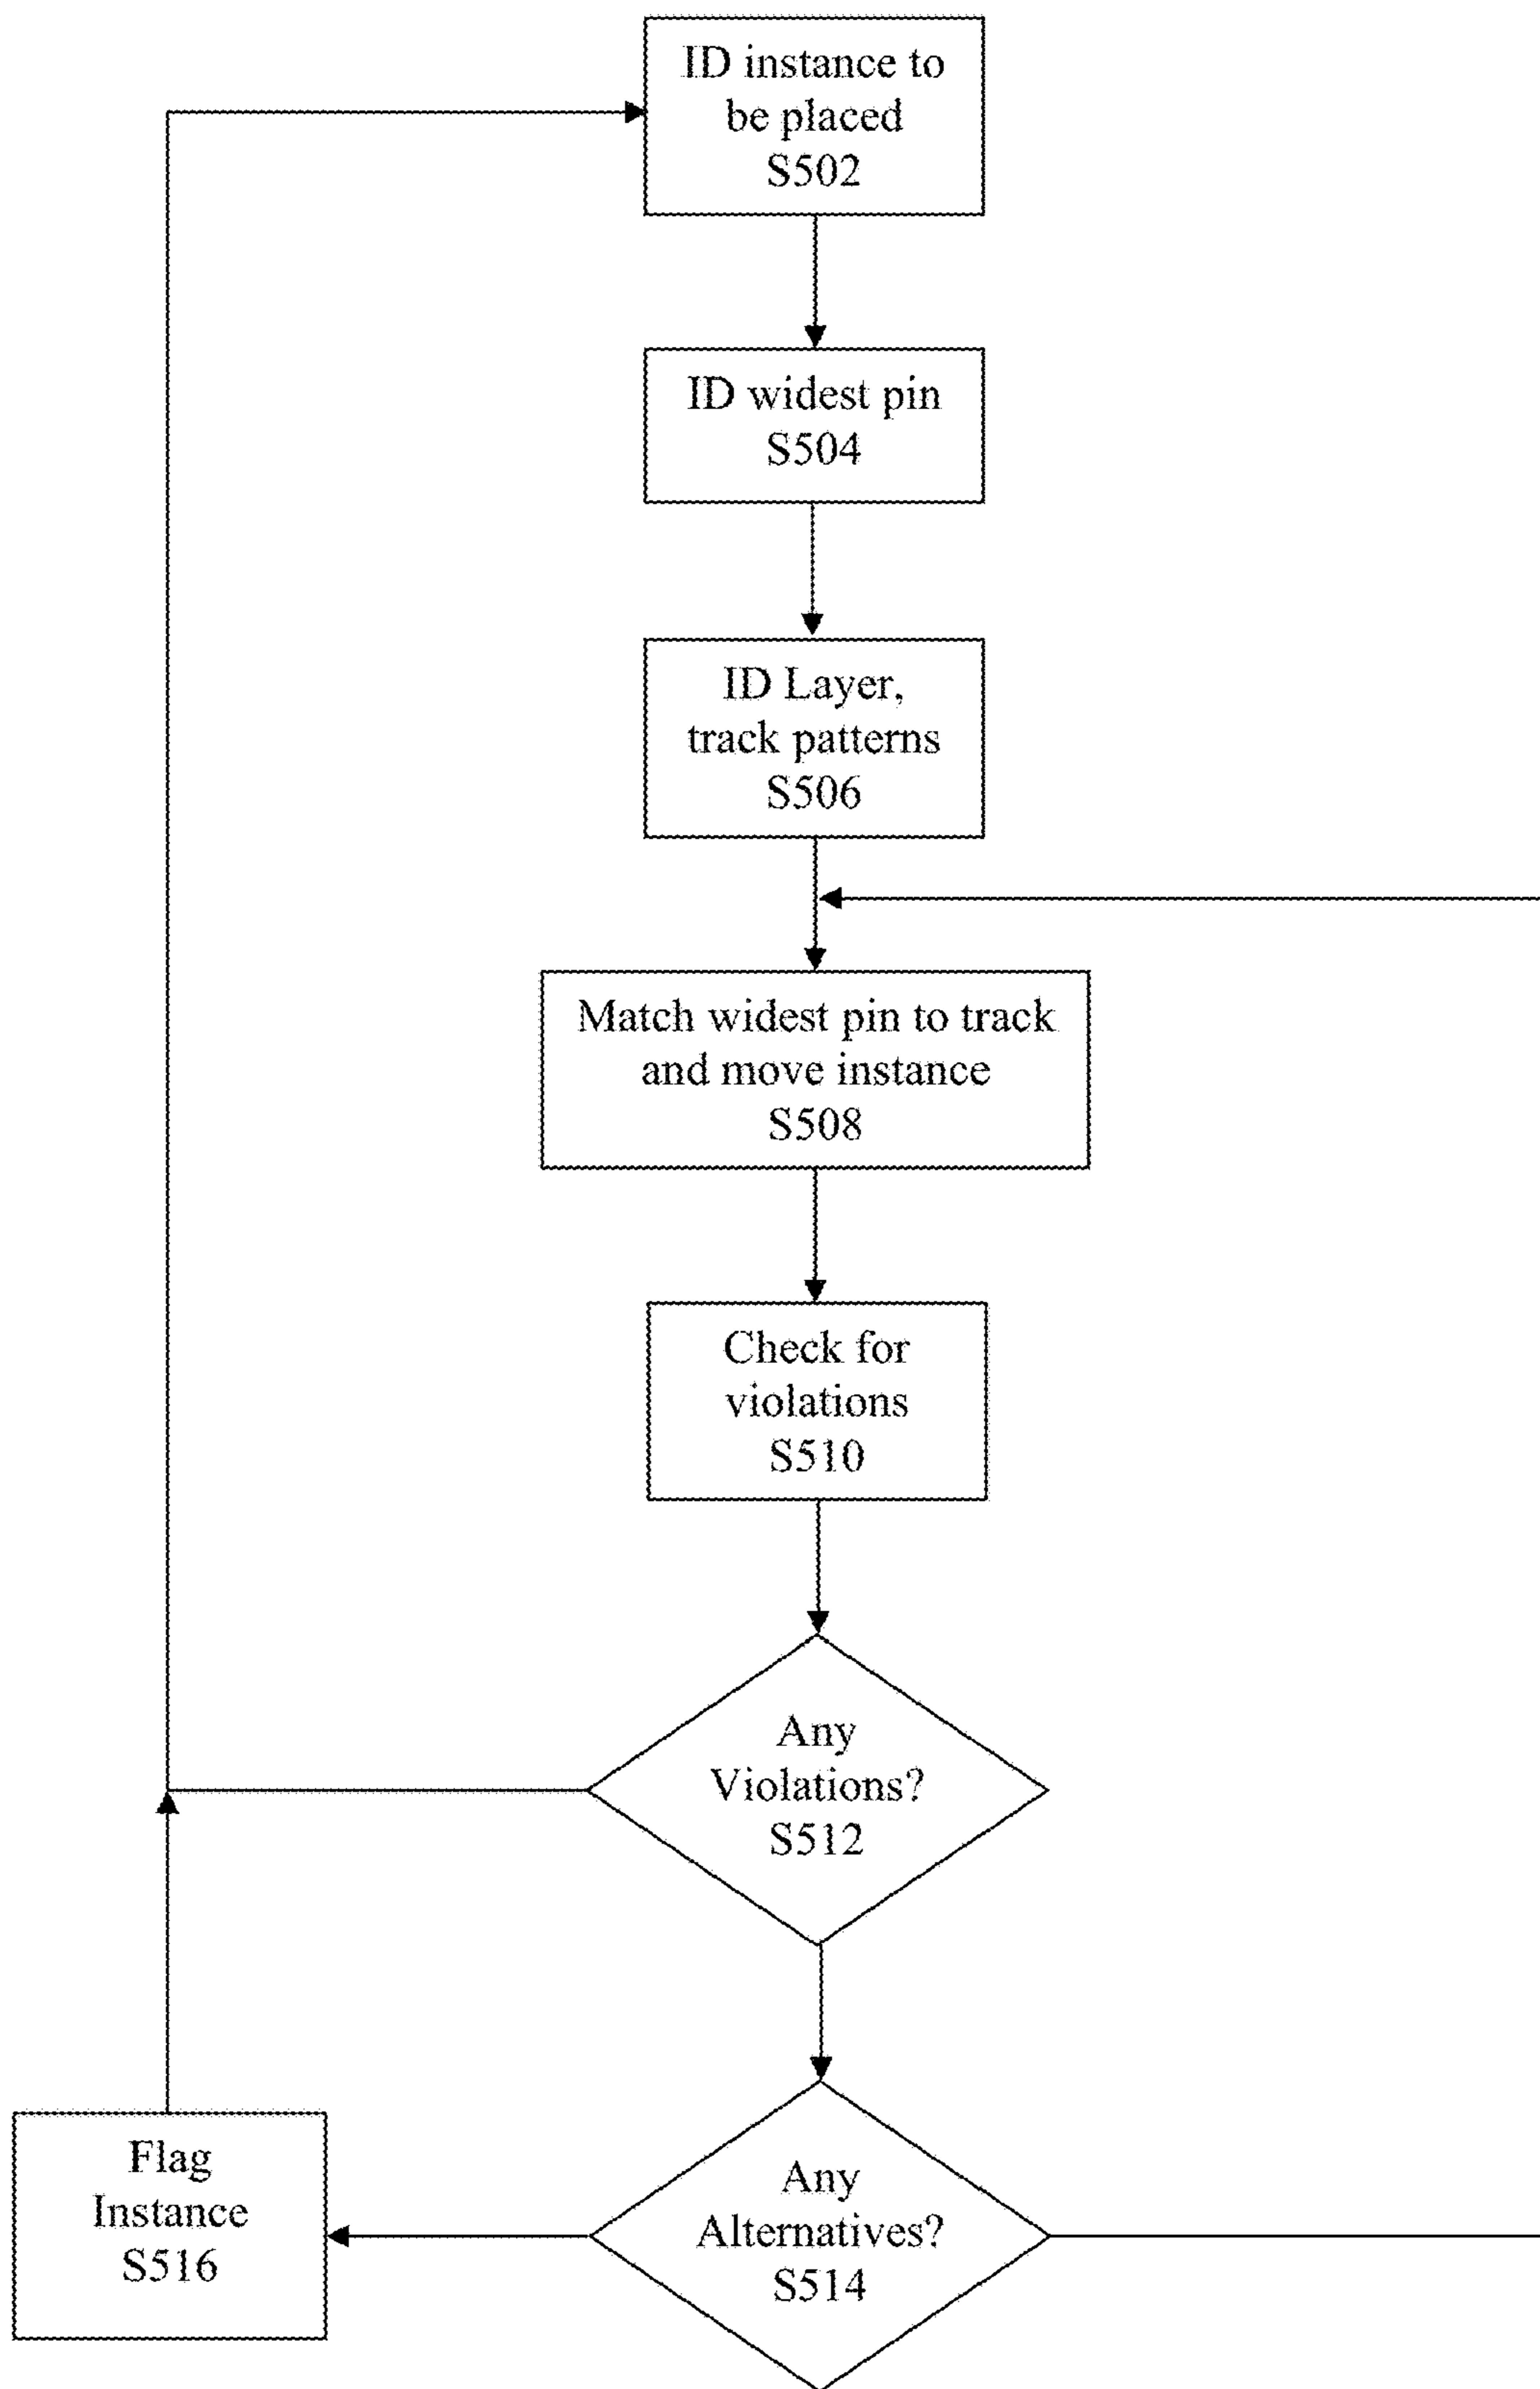 ID instance to
be placed
S502
ID widest pin
S504
ID Layer,
track patterns
S506
Match widest pin to track
and move instance
S508
Check for
violations
S510
Any
Violations?
S512
Any
Alternatives?
S514
Flag
Instance
S516